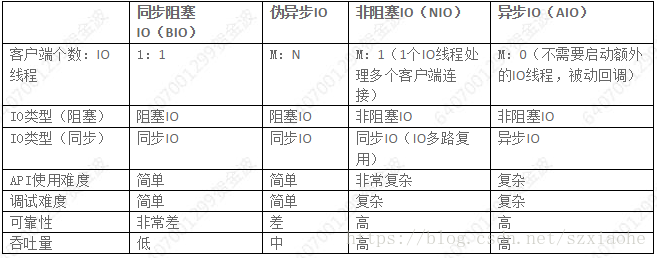 同步阻塞 伪异步IO 非阻塞IO（NIO） 异步IO（AIO）
IO（BIO）
客户端个数：IO 1：1 M：N M：1（1个IO线程处 M：0（不需要启动额外
线程 理多个客户端连 的IO线程，被动回调）
接）
IO类型（阻塞） 阻塞IO 阻塞IO 非阻塞IO 非阻塞IO
IO类型（同步） 同步IO 同步IO 同步IO（IO多路复 异步IO
用）
API使用难度 简单 简单 非常复杂 复杂
调试难度 简单 简单 复杂 复杂
可靠性 非常差 差 高 高
吞吐量 低 中 高 高
https://blog.csdn.net/szxiaohe